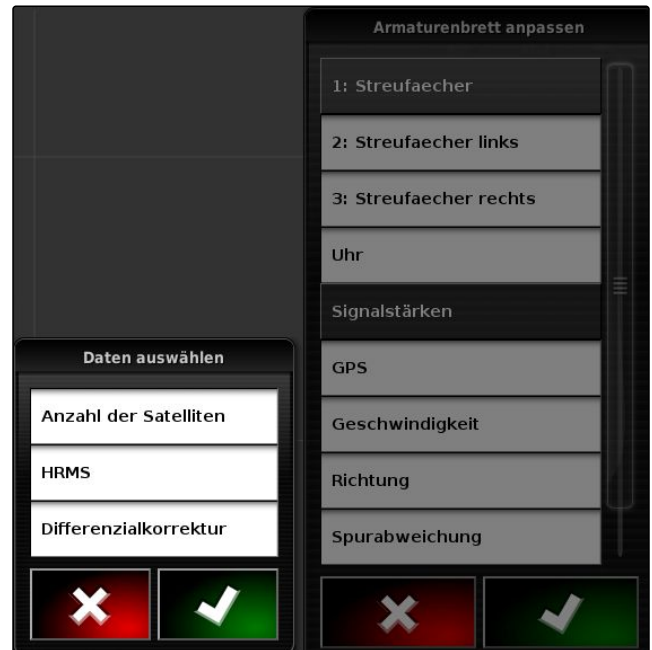 Armaturenbrett anpassen
1: Streufaecher
2: Streufaecher links
3: Streufaecher rechts
Uhr
Signalstärken
GPS
Geschwindigkeit
Richtung
Spurabweichung
Daten auswählen
Anzahl der Satelliten
HRMS
Differenzialkorrektur